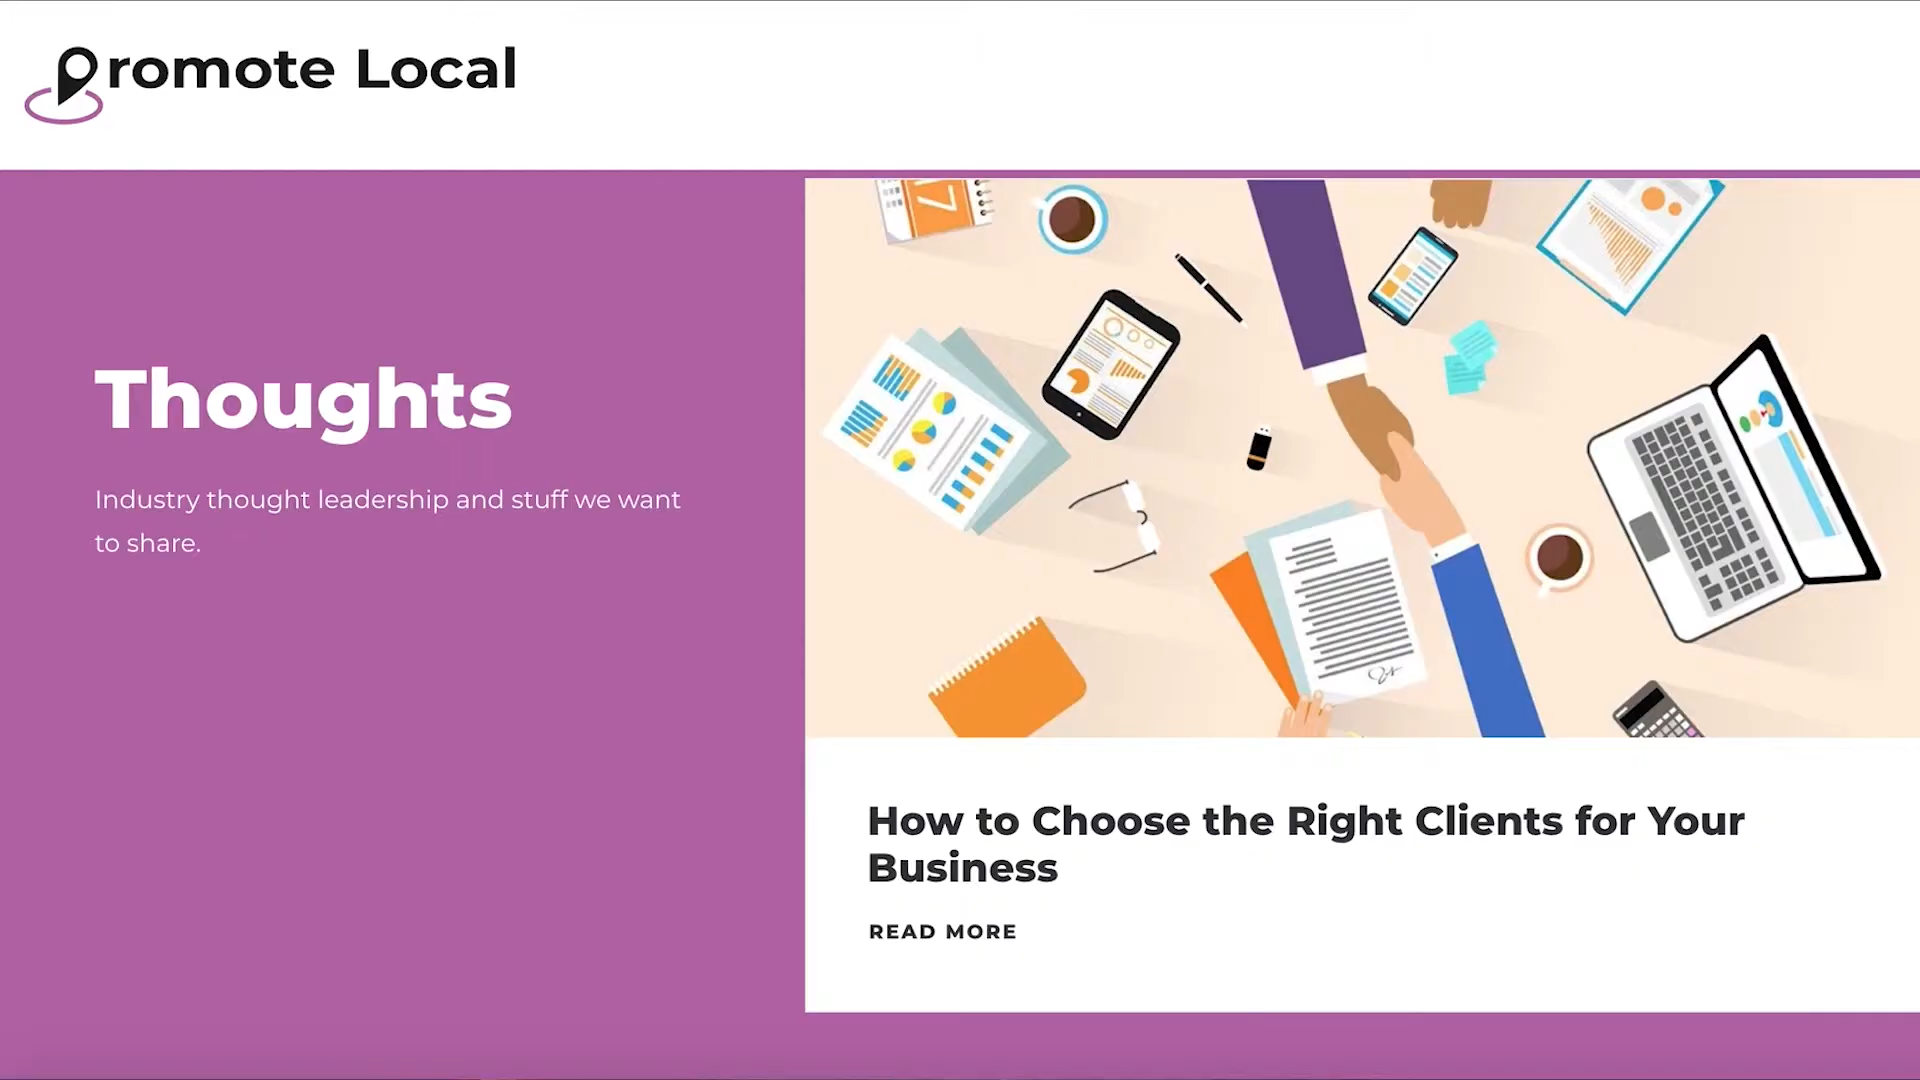 Promote Local
Thoughts
Industry thought leadership and stuff we want
to share.
How to Choose the Right Clients for Your
Business
READ MORE